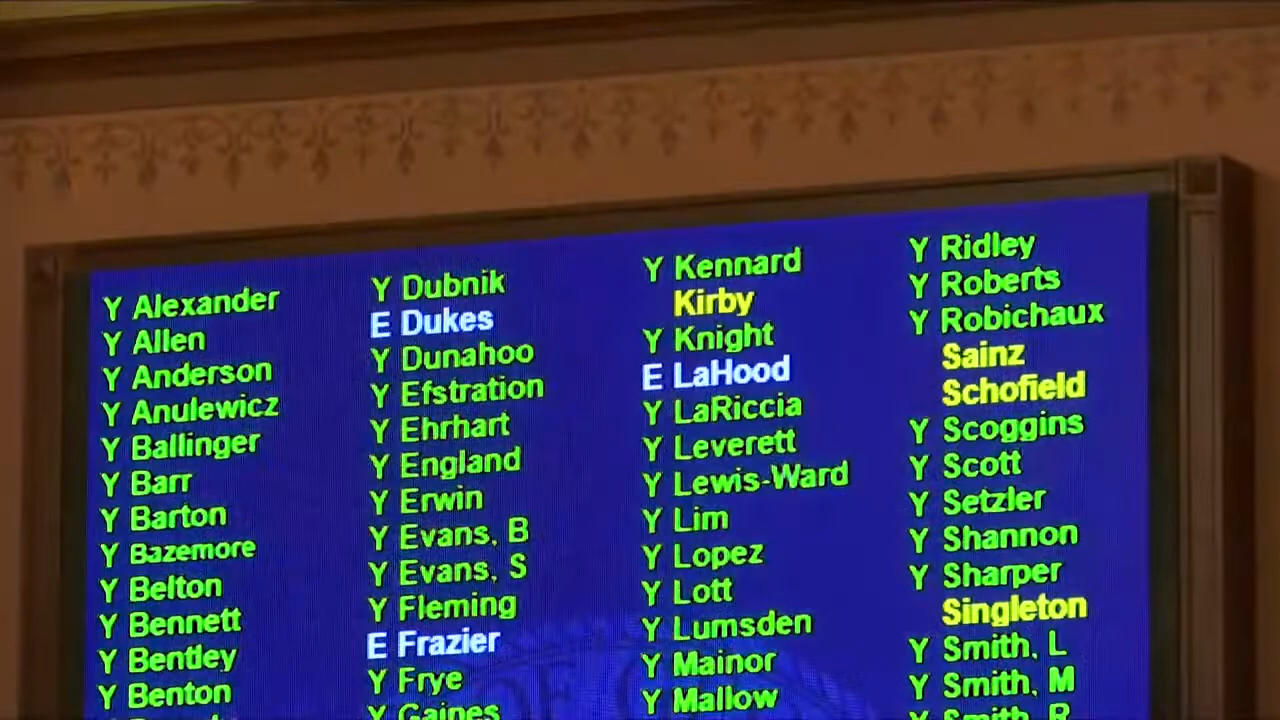 Y Alexander
Y Allen
Y Anderson
Y Anulewicz
Y Ballinger
Y Barr
Y Barton
Y Bazemore
Y Belton
Y Bennett
Y Bentley
Y Benton
Y Dubnik
E Dukes
Y Dunahoo
Y Efstration
Y Ehrhart
Y England
Y Erwin
Y Evans, B
Y Evans, S
Y Fleming
E Frazier
Y Frye
Y Gaines
Y Kennard
Kirby
Y Knight
E LaHood
Y LaRiccia
Y Leverett
Y Lewis-Ward
Y Lim
Y Lopez
Y Lott
Y Lumsden
Y Mainor
Y Mallow
Y Ridley
Y Roberts
Y Robichaux
Sainz
Schofield
Y Scoggins
Y Scott
Y Setzler
Y Shannon
Y Sharper
Singleton
Y Smith, L
Y Smith, M
Y Smith, R